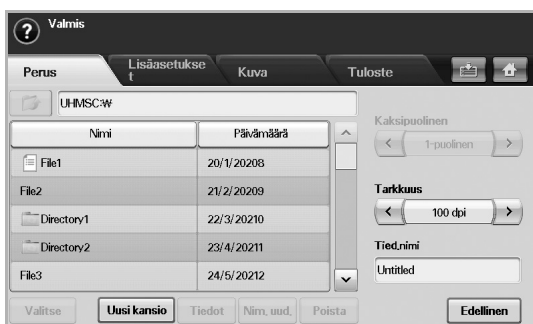 Valmis
Perus
Lisäasetukse
t
Kuva
Tuloste
UHMSC:₩
Nimi
Päivämäärä
File1
20/1/20208
File2
21/2/20209
Directory1
22/3/20210
Directory2
23/4/20211
File3
24/5/20212
Kaksipuolinen
1-puolinen
Tarkkuus
100 dpi
Tied,nimi
Untitled
Valitse
Uusi kansio
Tiedot
Nim, uud,
Poista
Edellinen